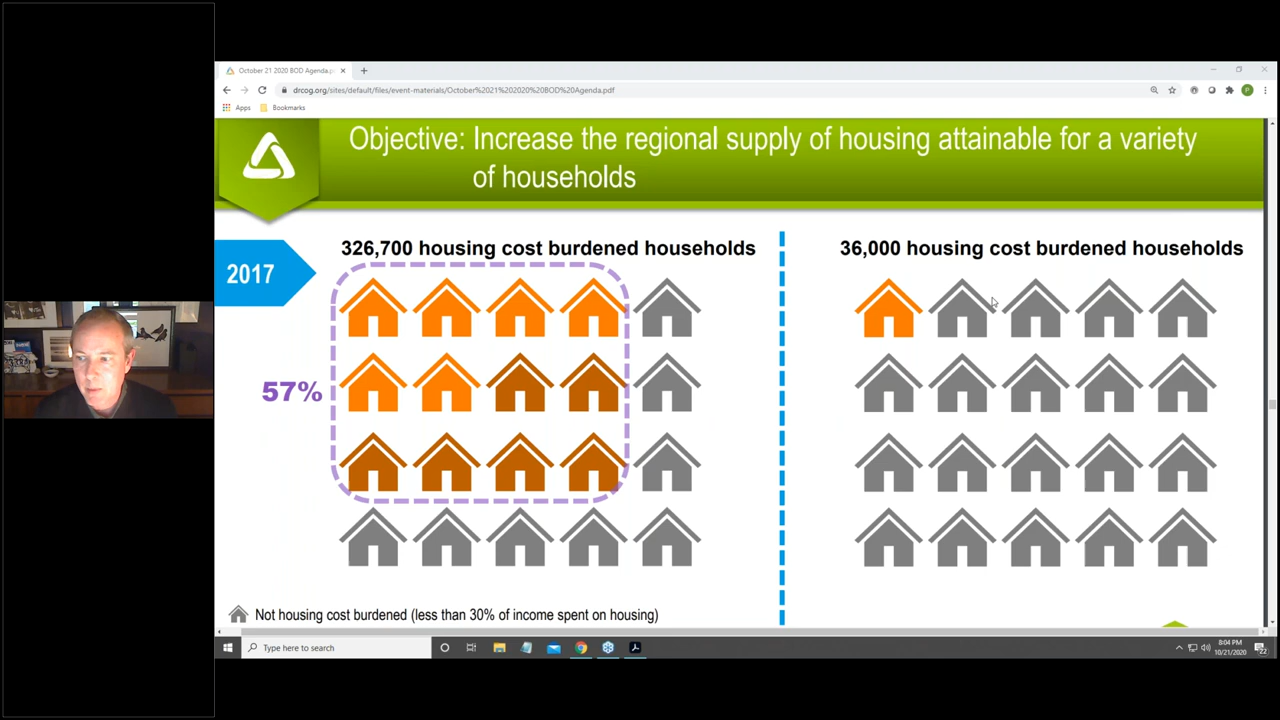 October 21 2020 BOD Agenda.p
drcog.org/sites/default/files/event-materials/October%2021%202020%20BOD%20Agenda.pdf
Apps Bookmarks
Objective: Increase the regional supply of housing attainable for a variety
of households
2017
326,700 housing cost burdened households
36,000 housing cost burdened households
57%
Not housing cost burdened (less than 30% of income spent on housing)
Type here to search
8:04 PM
10/21/2020
22
P